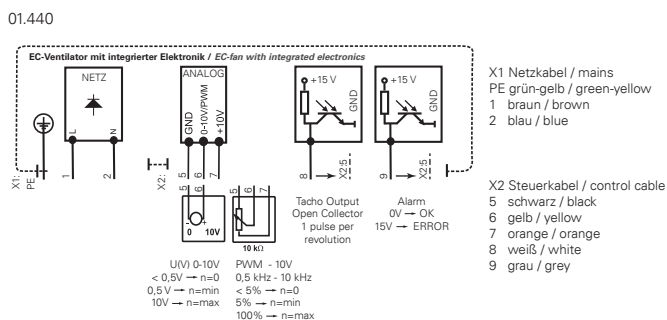 01.440
EC-Ventilator mit integrierter Elektronik / EC-fan with integrated electronics
NETZ
L
N
ANALOG
GND
0-10V/PWM
+10V
+15 V
GND
+15 V
GND
X1:
PE
1
2
X2:
5
6
7
8
X2:5
9
X2:5
5
6
- +
0 10V
5
6
7
10 kΩ
Tacho Output
Open Collector
1 pulse per
revolution
Alarm
0V → OK
15V → ERROR
U(V) 0-10V
< 0,5V → n=0
0,5 V → n=min
10V → n=max
PWM - 10V
0,5 kHz - 10 kHz
< 5% → n=0
5% → n=min
100% → n=max
X1 Netzkabel / mains
PE grün-gelb / green-yellow
1 braun / brown
2 blau / blue
X2 Steuerkabel / control cable
5 schwarz / black
6 gelb / yellow
7 orange / orange
8 weiß / white
9 grau / grey